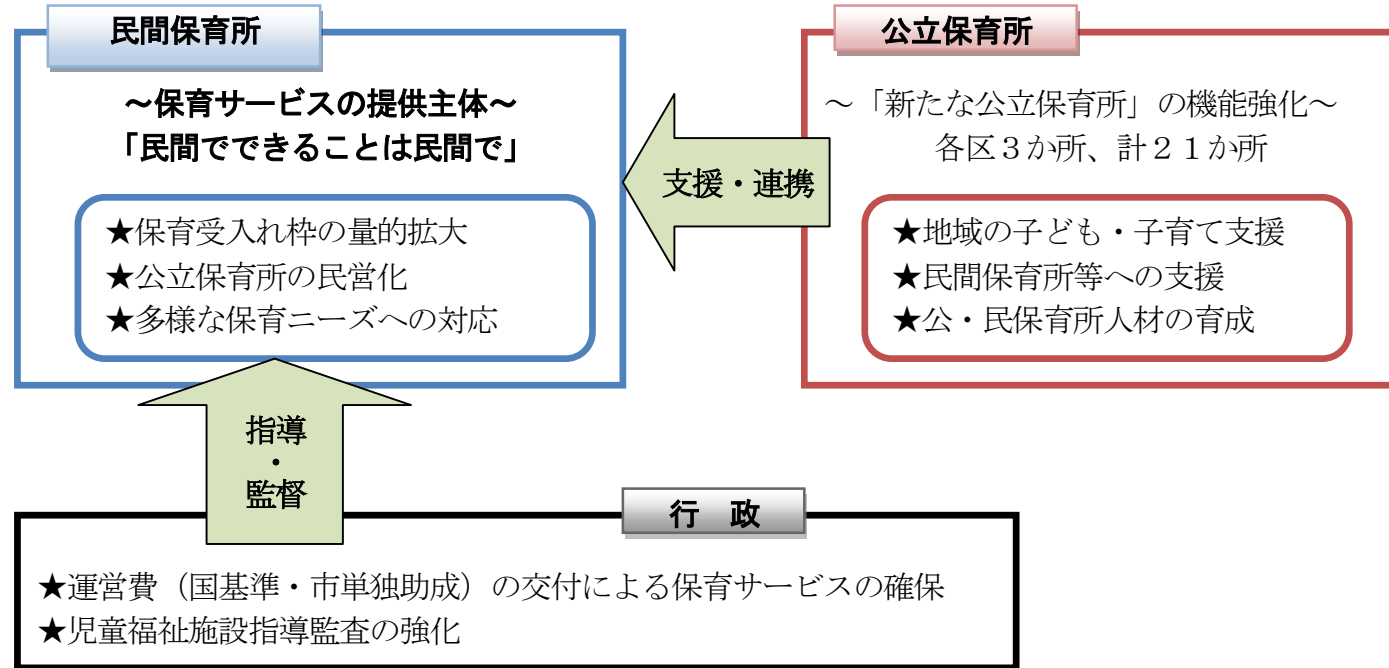 民間保育所
～保育サービスの提供主体～
「民間でできることは民間で」
★保育受入れ枠の量的拡大
★公立保育所の民営化
★多様な保育ニーズへの対応
支援・連携
公立保育所
～「新たな公立保育所」の機能強化～
各区３か所、計２１か所
★地域の子ども・子育て支援
★民間保育所等への支援
★公・民保育所人材の育成
指導
・
監督
行　政
★運営費（国基準・市単独助成）の交付による保育サービスの確保
★児童福祉施設指導監査の強化